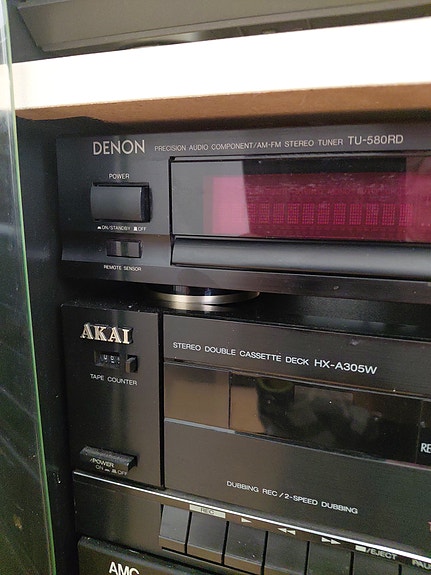 DENON PRECISION AUDIO COMPONENT/AM-FM STEREO TUNER TU-580RD
POWER
ON/STANDBY OFF
REMOTE SENSOR
AKAI
STEREO DOUBLE CASSETTE DECK HX-A305W
TAPE COUNTER
POWER
ON OFF
DUBBING REC/2-SPEED DUBBING
REC
/EJECT